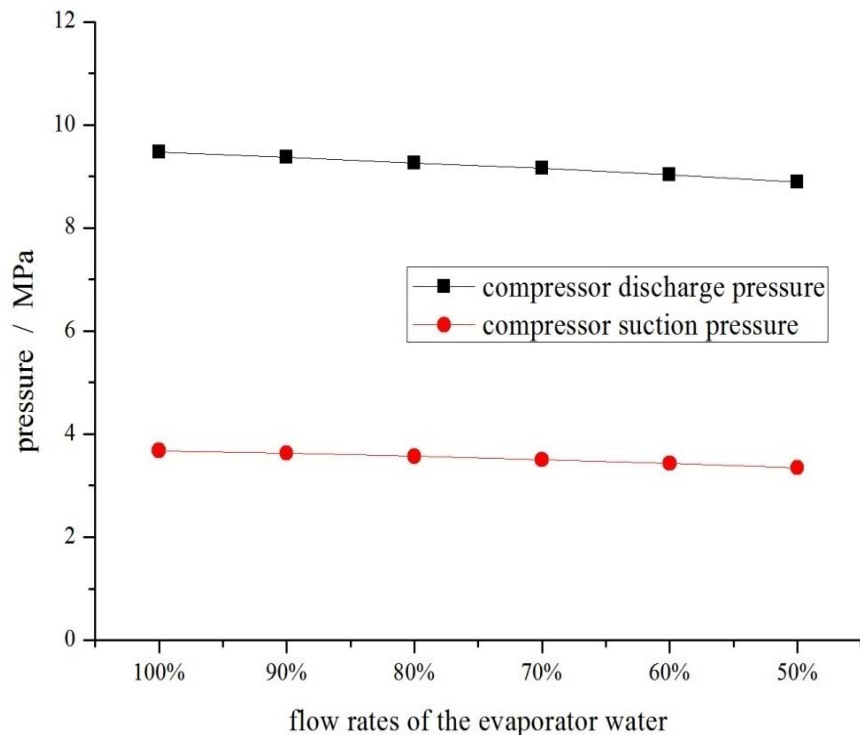 12
10
8
6
4
2
0
pressure / MPa
compressor discharge pressure
compressor suction pressure
100% 90% 80% 70% 60% 50%
flow rates of the evaporator water